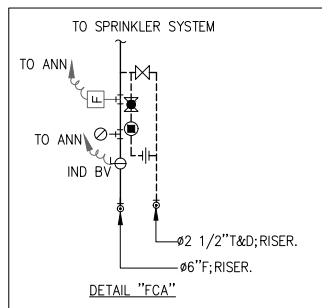 TO SPRINKLER SYSTEM
TO ANN
F
TO ANN
IND BV
ø2 1/2"T&D;RISER.
ø6"F;RISER.
DETAIL "FCA"